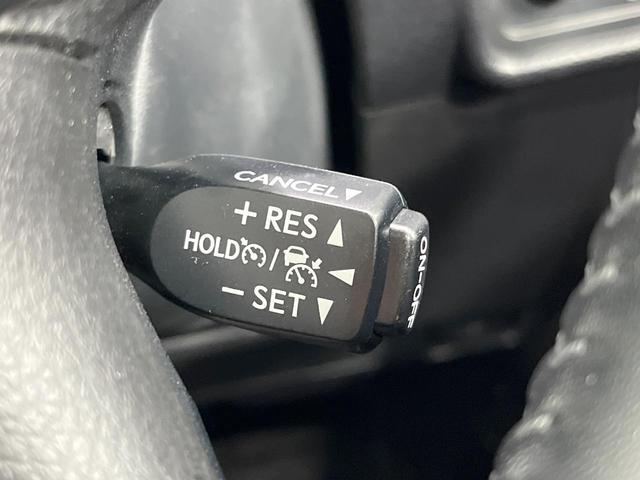 CANCEL▼
+ RES ▲
HOLD / ◀
− SET ▼
ON-OFF